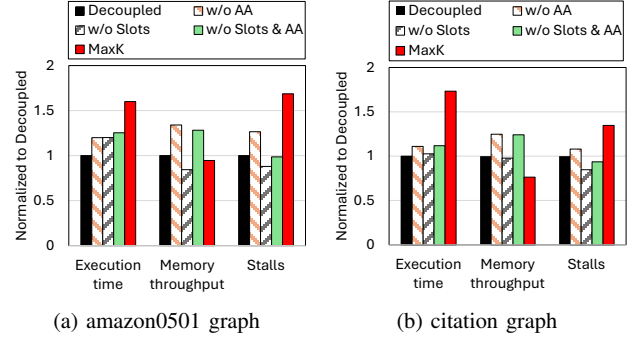 Decoupled
w/o AA
w/o Slots
w/o Slots & AA
MaxK
Normalized to Decoupled
2
1.5
1
0.5
0
Execution
time
Memory
throughput
Stalls
(a) amazon0501 graph
Decoupled
w/o AA
w/o Slots
w/o Slots & AA
MaxK
Normalized to Decoupled
2
1.5
1
0.5
0
Execution
time
Memory
throughput
Stalls
(b) citation graph